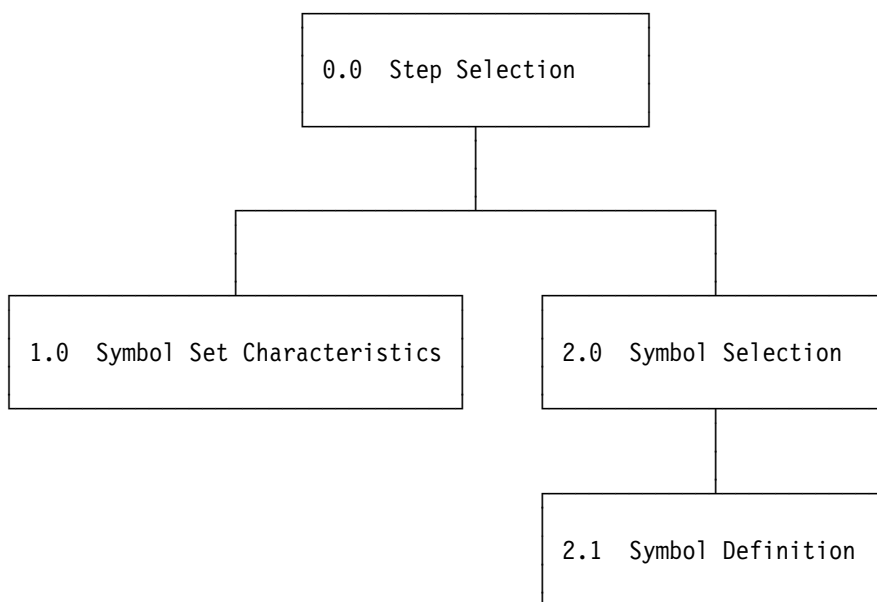 0.0  Step Selection
1.0  Symbol Set Characteristics
2.0  Symbol Selection
2.1  Symbol Definition